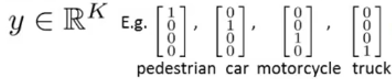 y ∈ ℝ^K E.g. [1 0 0 0], [0 1 0 0], [0 0 1 0], [0 0 0 1]
pedestrian car motorcycle truck